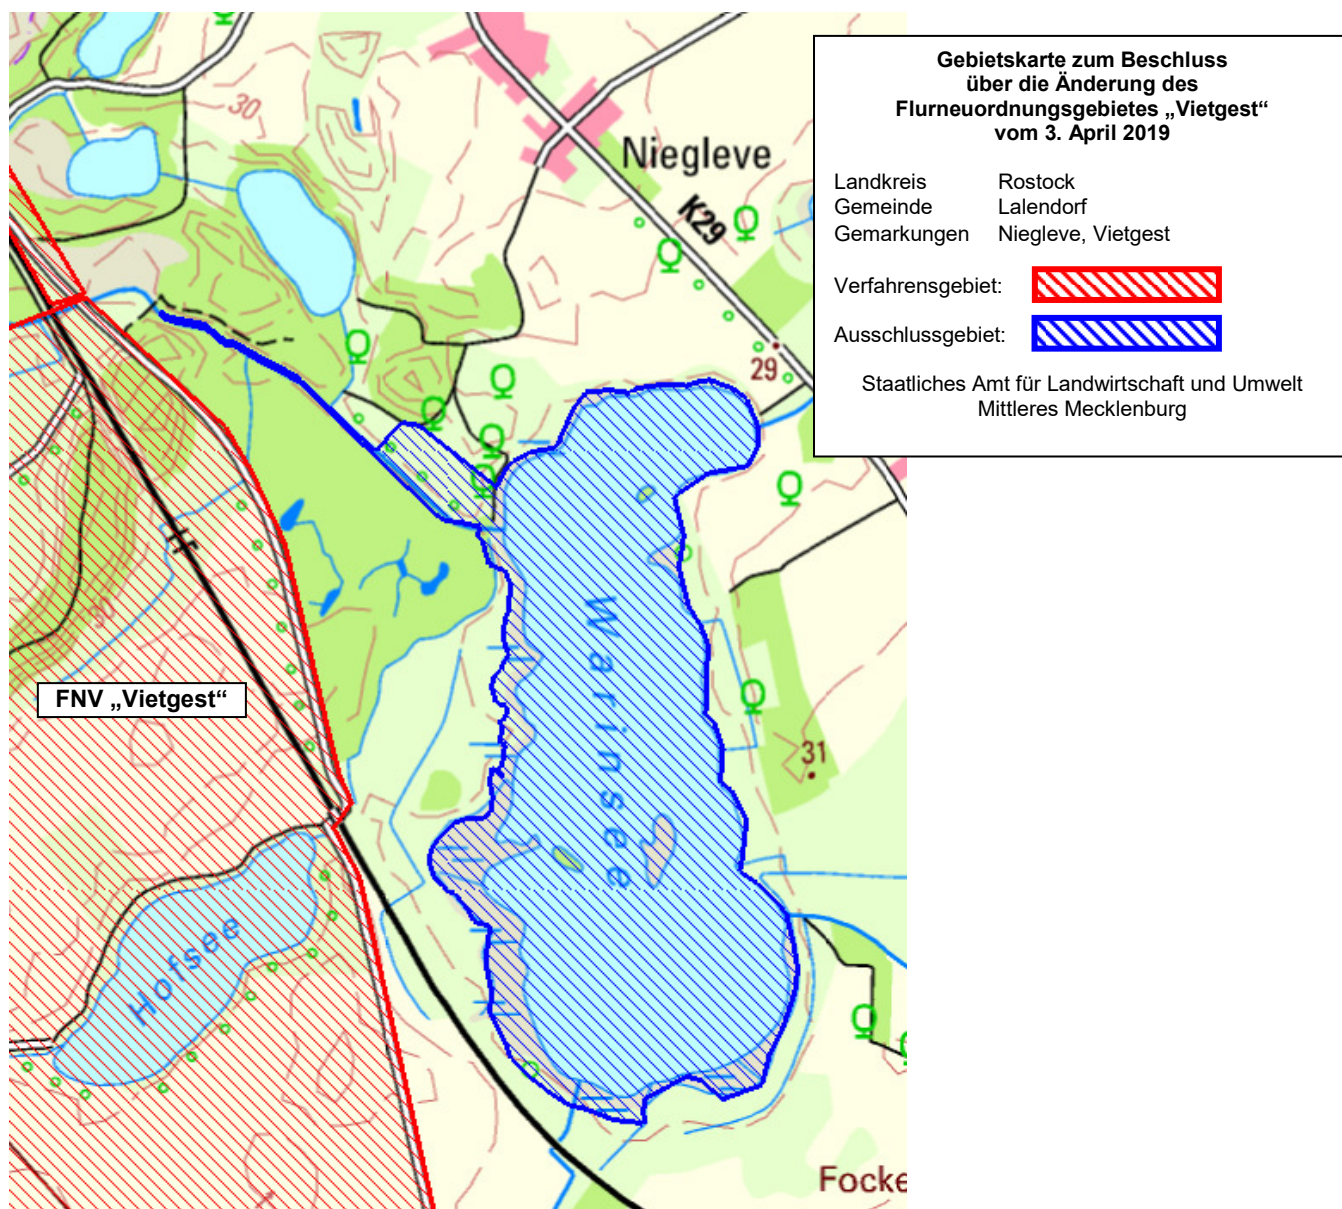 Gebietskarte zum Beschluss
über die Änderung des
Flurneuordnungsgebietes „Vietgest“
vom 3. April 2019
Landkreis Rostock
Gemeinde Lalendorf
Gemarkungen Niegleve, Vietgest
Verfahrensgebiet:
Ausschlussgebiet:
Staatliches Amt für Landwirtschaft und Umwelt
Mittleres Mecklenburg
30
Niegleve
K29
29
30
FNV „Vietgest“
Warinsee
31
Hofsee
Focke